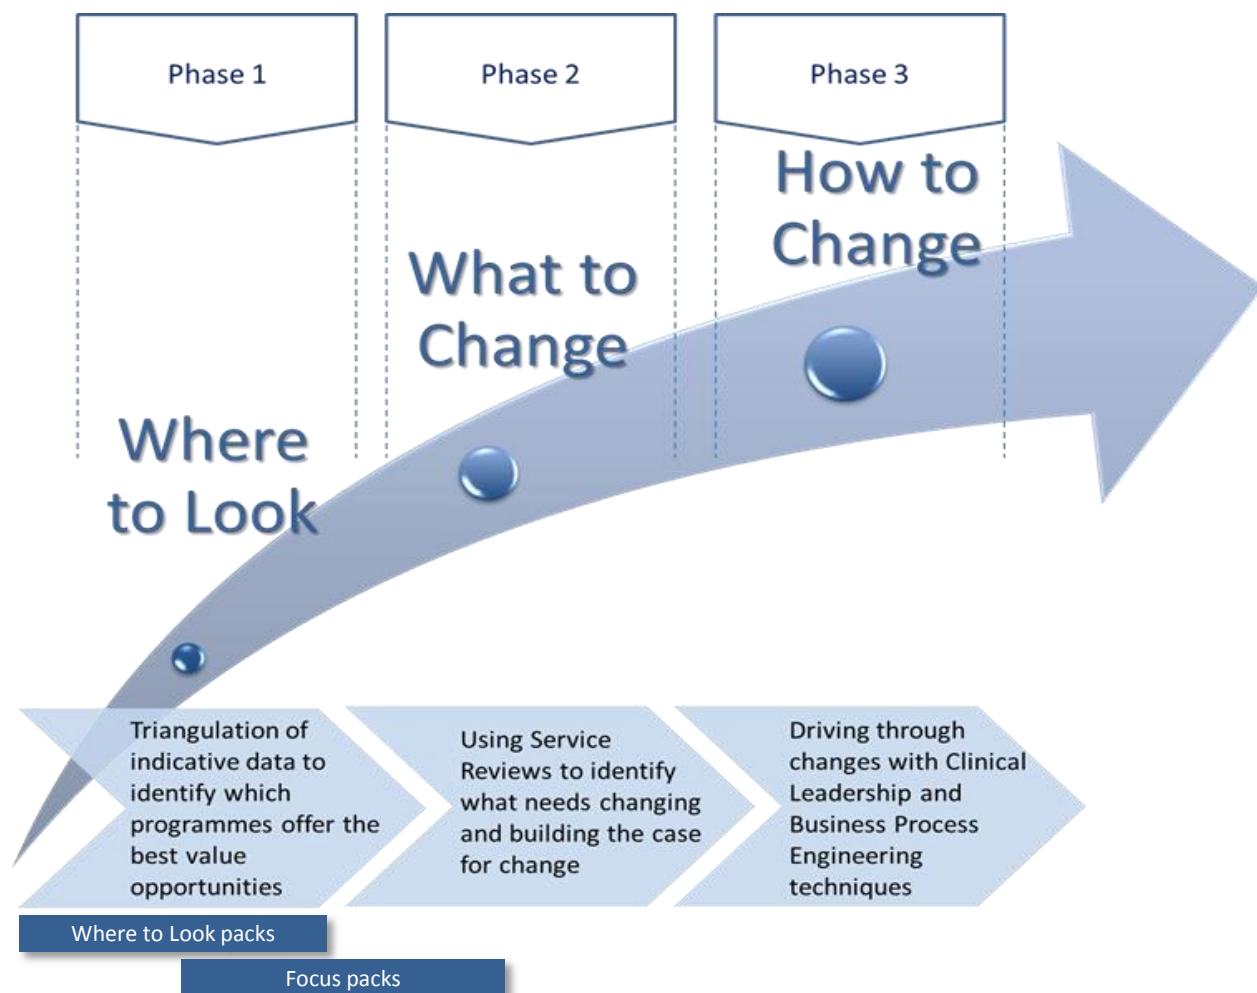 Phase 1
Phase 2
Phase 3
How to
Change
What to
Change
Where
to Look
Triangulation of
indicative data to
identify which
programmes offer the
best value
opportunities
Using Service
Reviews to identify
what needs changing
and building the case
for change
Driving through
changes with Clinical
Leadership and
Business Process
Engineering
techniques
Where to Look packs
Focus packs